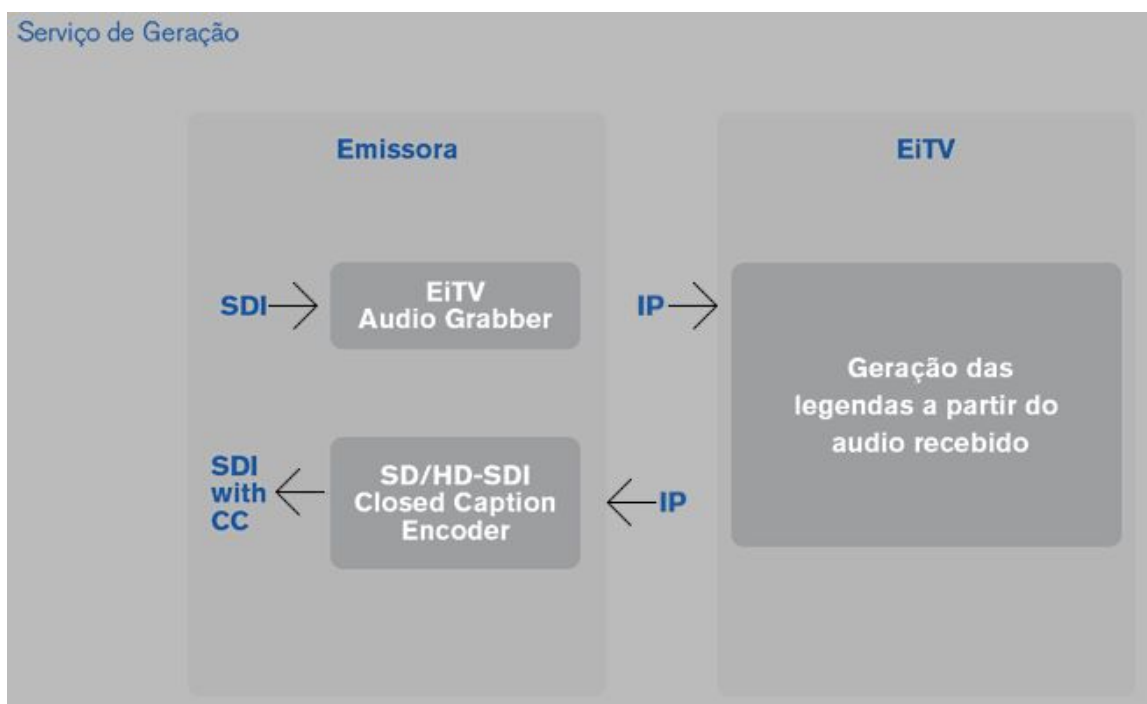 Serviço de Geração
Emissora
EiTV
SDI
EiTV
Audio Grabber
IP
Geração das
legendas a partir do
audio recebido
SDI
with
CC
SD/HD-SDI
Closed Caption
Encoder
IP